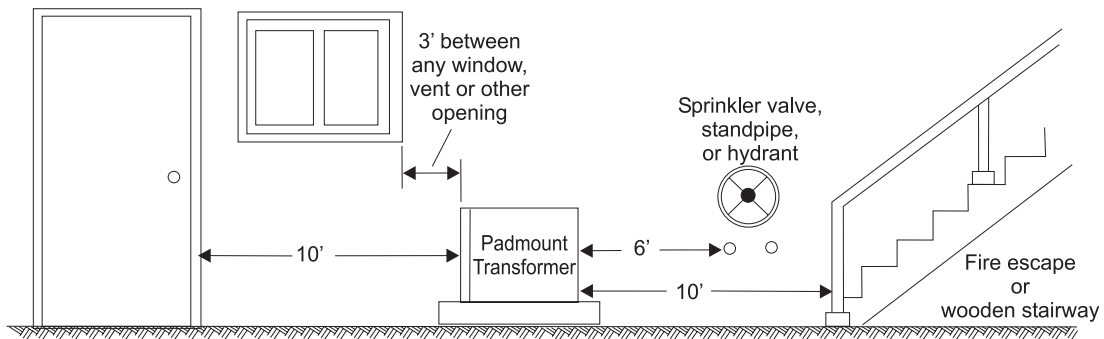 3’ between
any window,
vent or other
opening
Sprinkler valve,
standpipe,
or hydrant
10’
Padmount
Transformer
6’
10’
Fire escape
or
wooden stairway